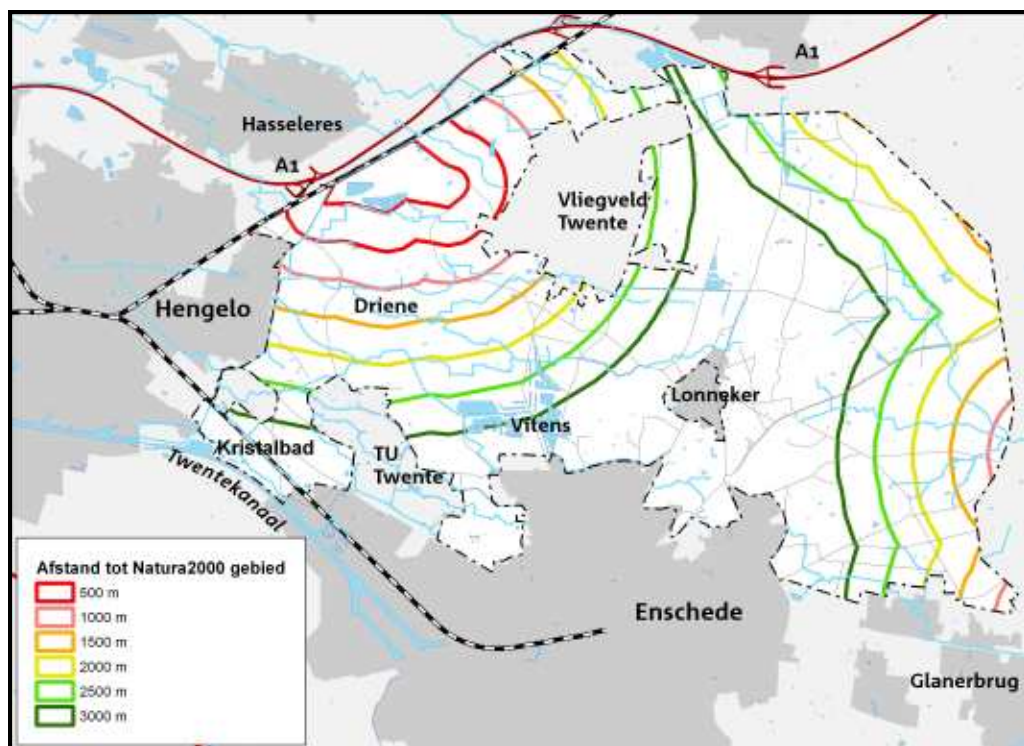 A1
Hasseleres
A1
Vliegveld
Twente
Hengelo
Driene
Lonneker
Vitens
Kristalbad
TU
Twente
Twentekanaal
Enschede
Glanerbrug
Afstand tot Natura2000 gebied
500 m
1000 m
1500 m
2000 m
2500 m
3000 m